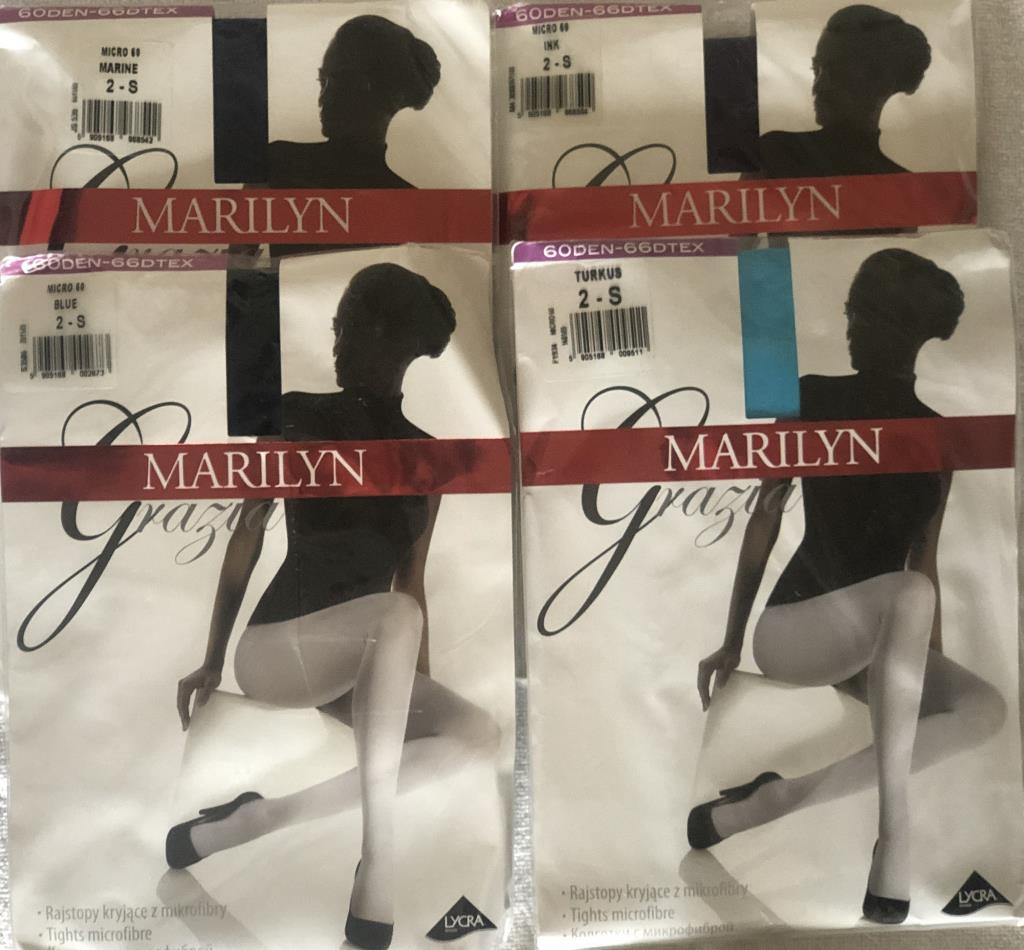 60DEN-66DTEX
MICRO 60
MARINE
2 - S
MARILYN
60DEN-66DTEX
MICRO 60
INK
2 - S
MARILYN
60DEN-66DTEX
MICRO 60
BLUE
2 - S
MARILYN
Grazia
• Rajstopy kryjące z mikrofibry
• Tights microfibre
LYCRA
60DEN-66DTEX
TURKUS
2 - S
MARILYN
Grazia
• Rajstopy kryjące z mikrofibry
• Tights microfibre
• Колготки с микрофиброй
LYCRA